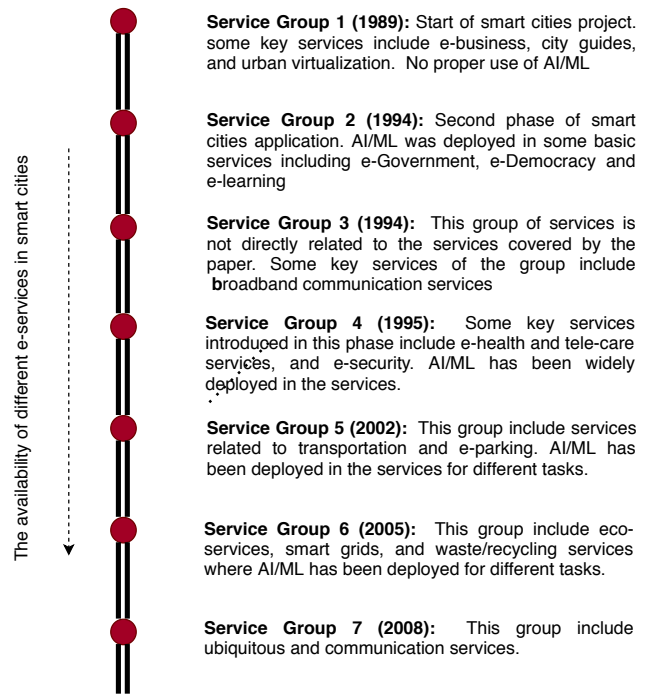 The availability of different e-services in smart cities
Service Group 1 (1989): Start of smart cities project.
some key services include e-business, city guides,
and urban virtualization. No proper use of AI/ML
Service Group 2 (1994): Second phase of smart
cities application. AI/ML was deployed in some basic
services including e-Government, e-Democracy and
e-learning
Service Group 3 (1994): This group of services is
not directly related to the services covered by the
paper. Some key services of the group include
broadband communication services
Service Group 4 (1995): Some key services
introduced in this phase include e-health and tele-care
services, and e-security. AI/ML has been widely
deployed in the services.
Service Group 5 (2002): This group include services
related to transportation and e-parking. AI/ML has
been deployed in the services for different tasks.
Service Group 6 (2005): This group include eco-
services, smart grids, and waste/recycling services
where AI/ML has been deployed for different tasks.
Service Group 7 (2008): This group include
ubiquitous and communication services.